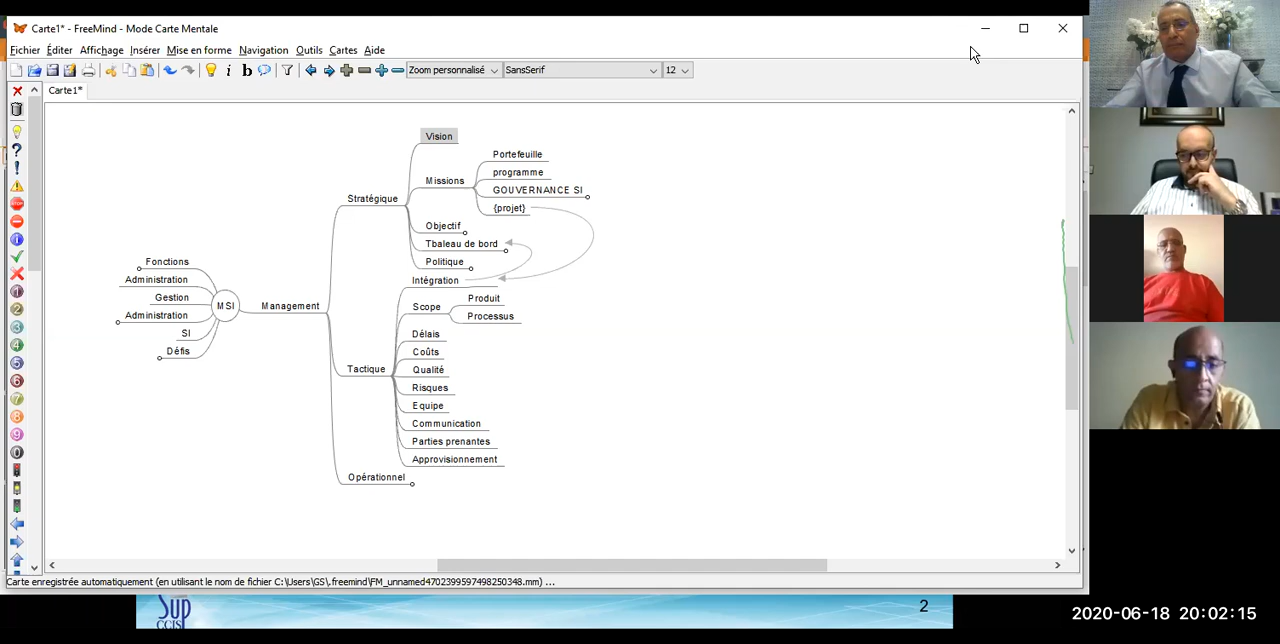 Carte1* - FreeMind - Mode Carte Mentale
Fichier Éditer Affichage Insérer Mise en forme Navigation Outils Cartes Aide
Zoom personnalisé SansSerif 12
Carte1*
Vision
Portefeuille
Missions
programme
GOUVERNANCE SI
Stratégique
{projet}
Objectif
Tbaleau de bord
Politique
Fonctions
Administration
Gestion
MSI
Management
Administration
SI
Défis
Intégration
Produit
Scope
Processus
Délais
Coûts
Tactique
Qualité
Risques
Equipe
Communication
Parties prenantes
Approvisionnement
Opérationnel
Carte enregistrée automatiquement (en utilisant le nom de fichier C:\Users\GS\.freemind\FM_unnamed4702399597498250348.mm) ...
Sup
CCIS
2
2020-06-18 20:02:15